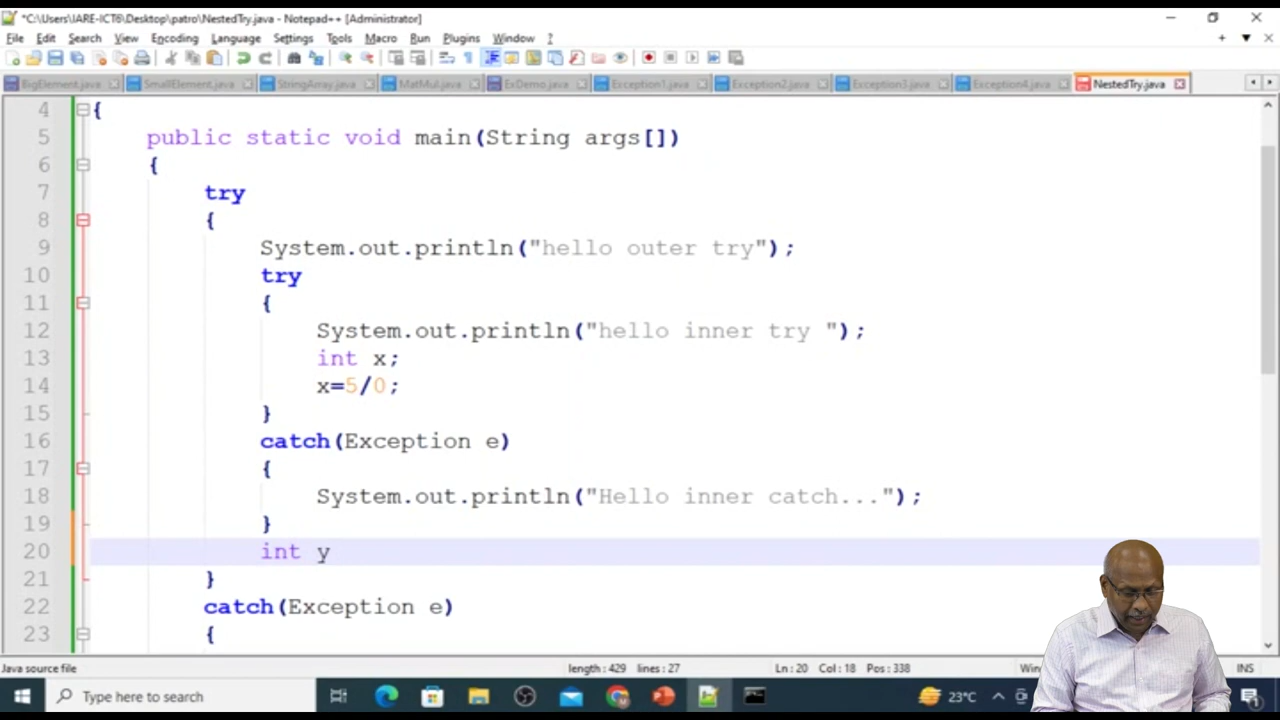 *C:\Users\IARE-ICT6\Desktop\patro\NestedTry.java - Notepad++ [Administrator]
File Edit Search View Encoding Language Settings Tools Macro Run Plugins Window ?
BigElement.java SmallElement.java StringArray.java MatMul.java ExDemo.java Exception1.java Exception2.java Exception3.java Exception4.java NestedTry.java
4 {
5 public static void main(String args[])
6 {
7 try
8 {
9 System.out.println("hello outer try");
10 try
11 {
12 System.out.println("hello inner try ");
13 int x;
14 x=5/0;
15 }
16 catch(Exception e)
17 {
18 System.out.println("Hello inner catch...");
19 }
20 int y
21 }
22 catch(Exception e)
23 {
Java source file length : 429 lines : 27 Ln : 20 Col : 18 Pos : 338 INS
Type here to search 23°C